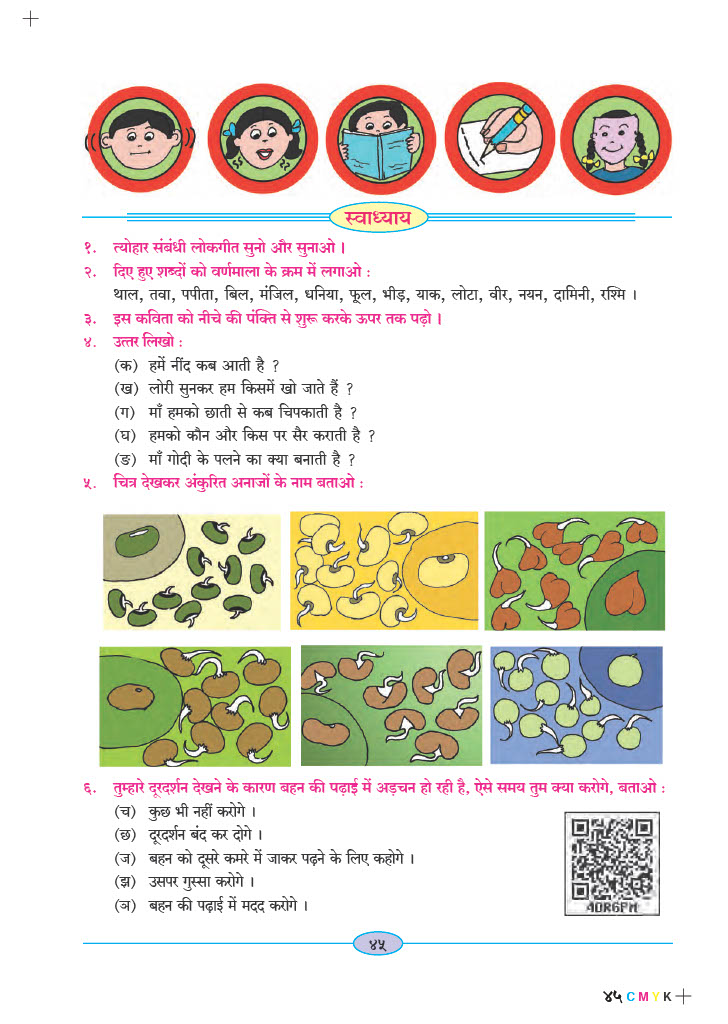 स्वाध्याय
१. त्योहार संबंधी लोकगीत सुनो और सुनाओ ।
२. दिए हुए शब्दों को वर्णमाला के क्रम में लगाओ :
थाल, तवा, पपीता, बिल, मंजिल, धनिया, फूल, भीड़, याक, लोटा, वीर, नयन, दामिनी, रश्मि ।
३. इस कविता को नीचे की पंक्ति से शुरू करके ऊपर तक पढ़ो ।
४. उत्तर लिखो :
(क) हमें नींद कब आती है ?
(ख) लोरी सुनकर हम किसमें खो जाते हैं ?
(ग) माँ हमको छाती से कब चिपकाती है ?
(घ) हमको कौन और किस पर सैर कराती है ?
(ङ) माँ गोदी के पलने का क्या बनाती है ?
५. चित्र देखकर अंकुरित अनाजों के नाम बताओ :
६. तुम्हारे दूरदर्शन देखने के कारण बहन की पढ़ाई में अड़चन हो रही है, ऐसे समय तुम क्या करोगे, बताओ :
(च) कुछ भी नहीं करोगे ।
(छ) दूरदर्शन बंद कर दोगे ।
(ज) बहन को दूसरे कमरे में जाकर पढ़ने के लिए कहोगे ।
(झ) उसपर गुस्सा करोगे ।
(ञ) बहन की पढ़ाई में मदद करोगे ।
4DR6PM
४५
४५ C M Y K